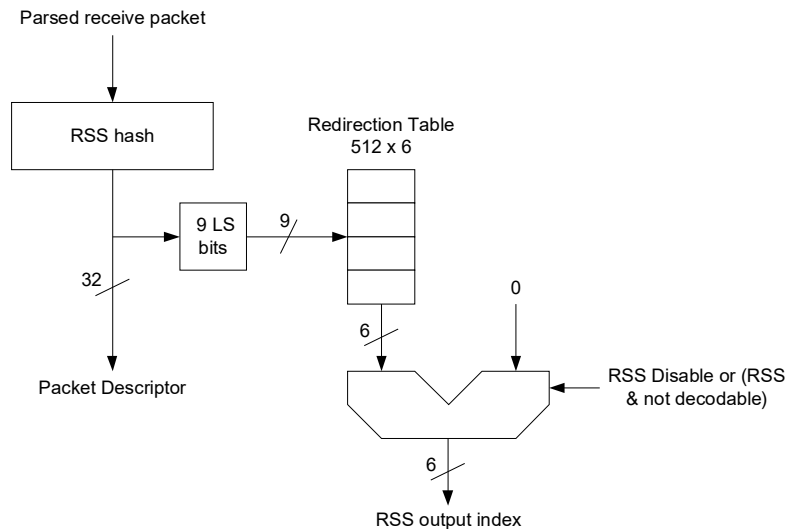 Parsed receive packet
RSS hash
Redirection Table
512 x 6
9 LS
bits
9
32
0
6
Packet Descriptor
RSS Disable or (RSS
& not decodable)
6
RSS output index